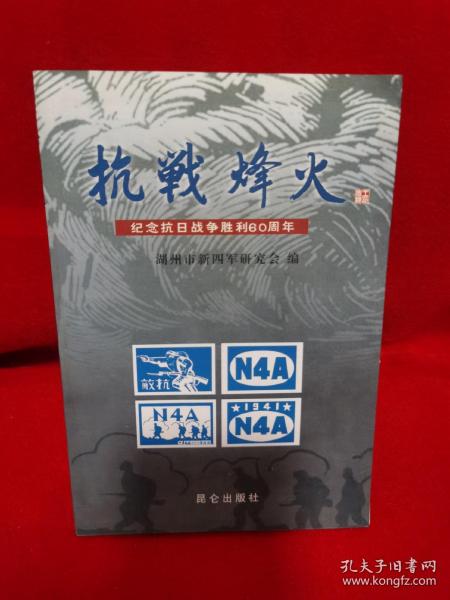 抗戰烽火
纪念抗日战争胜利60周年
湖州市新四军研究会 编
敵抗
N4A
N4A
★1941★
N4A
昆仑出版社
孔夫子旧书网
www.kongfz.com